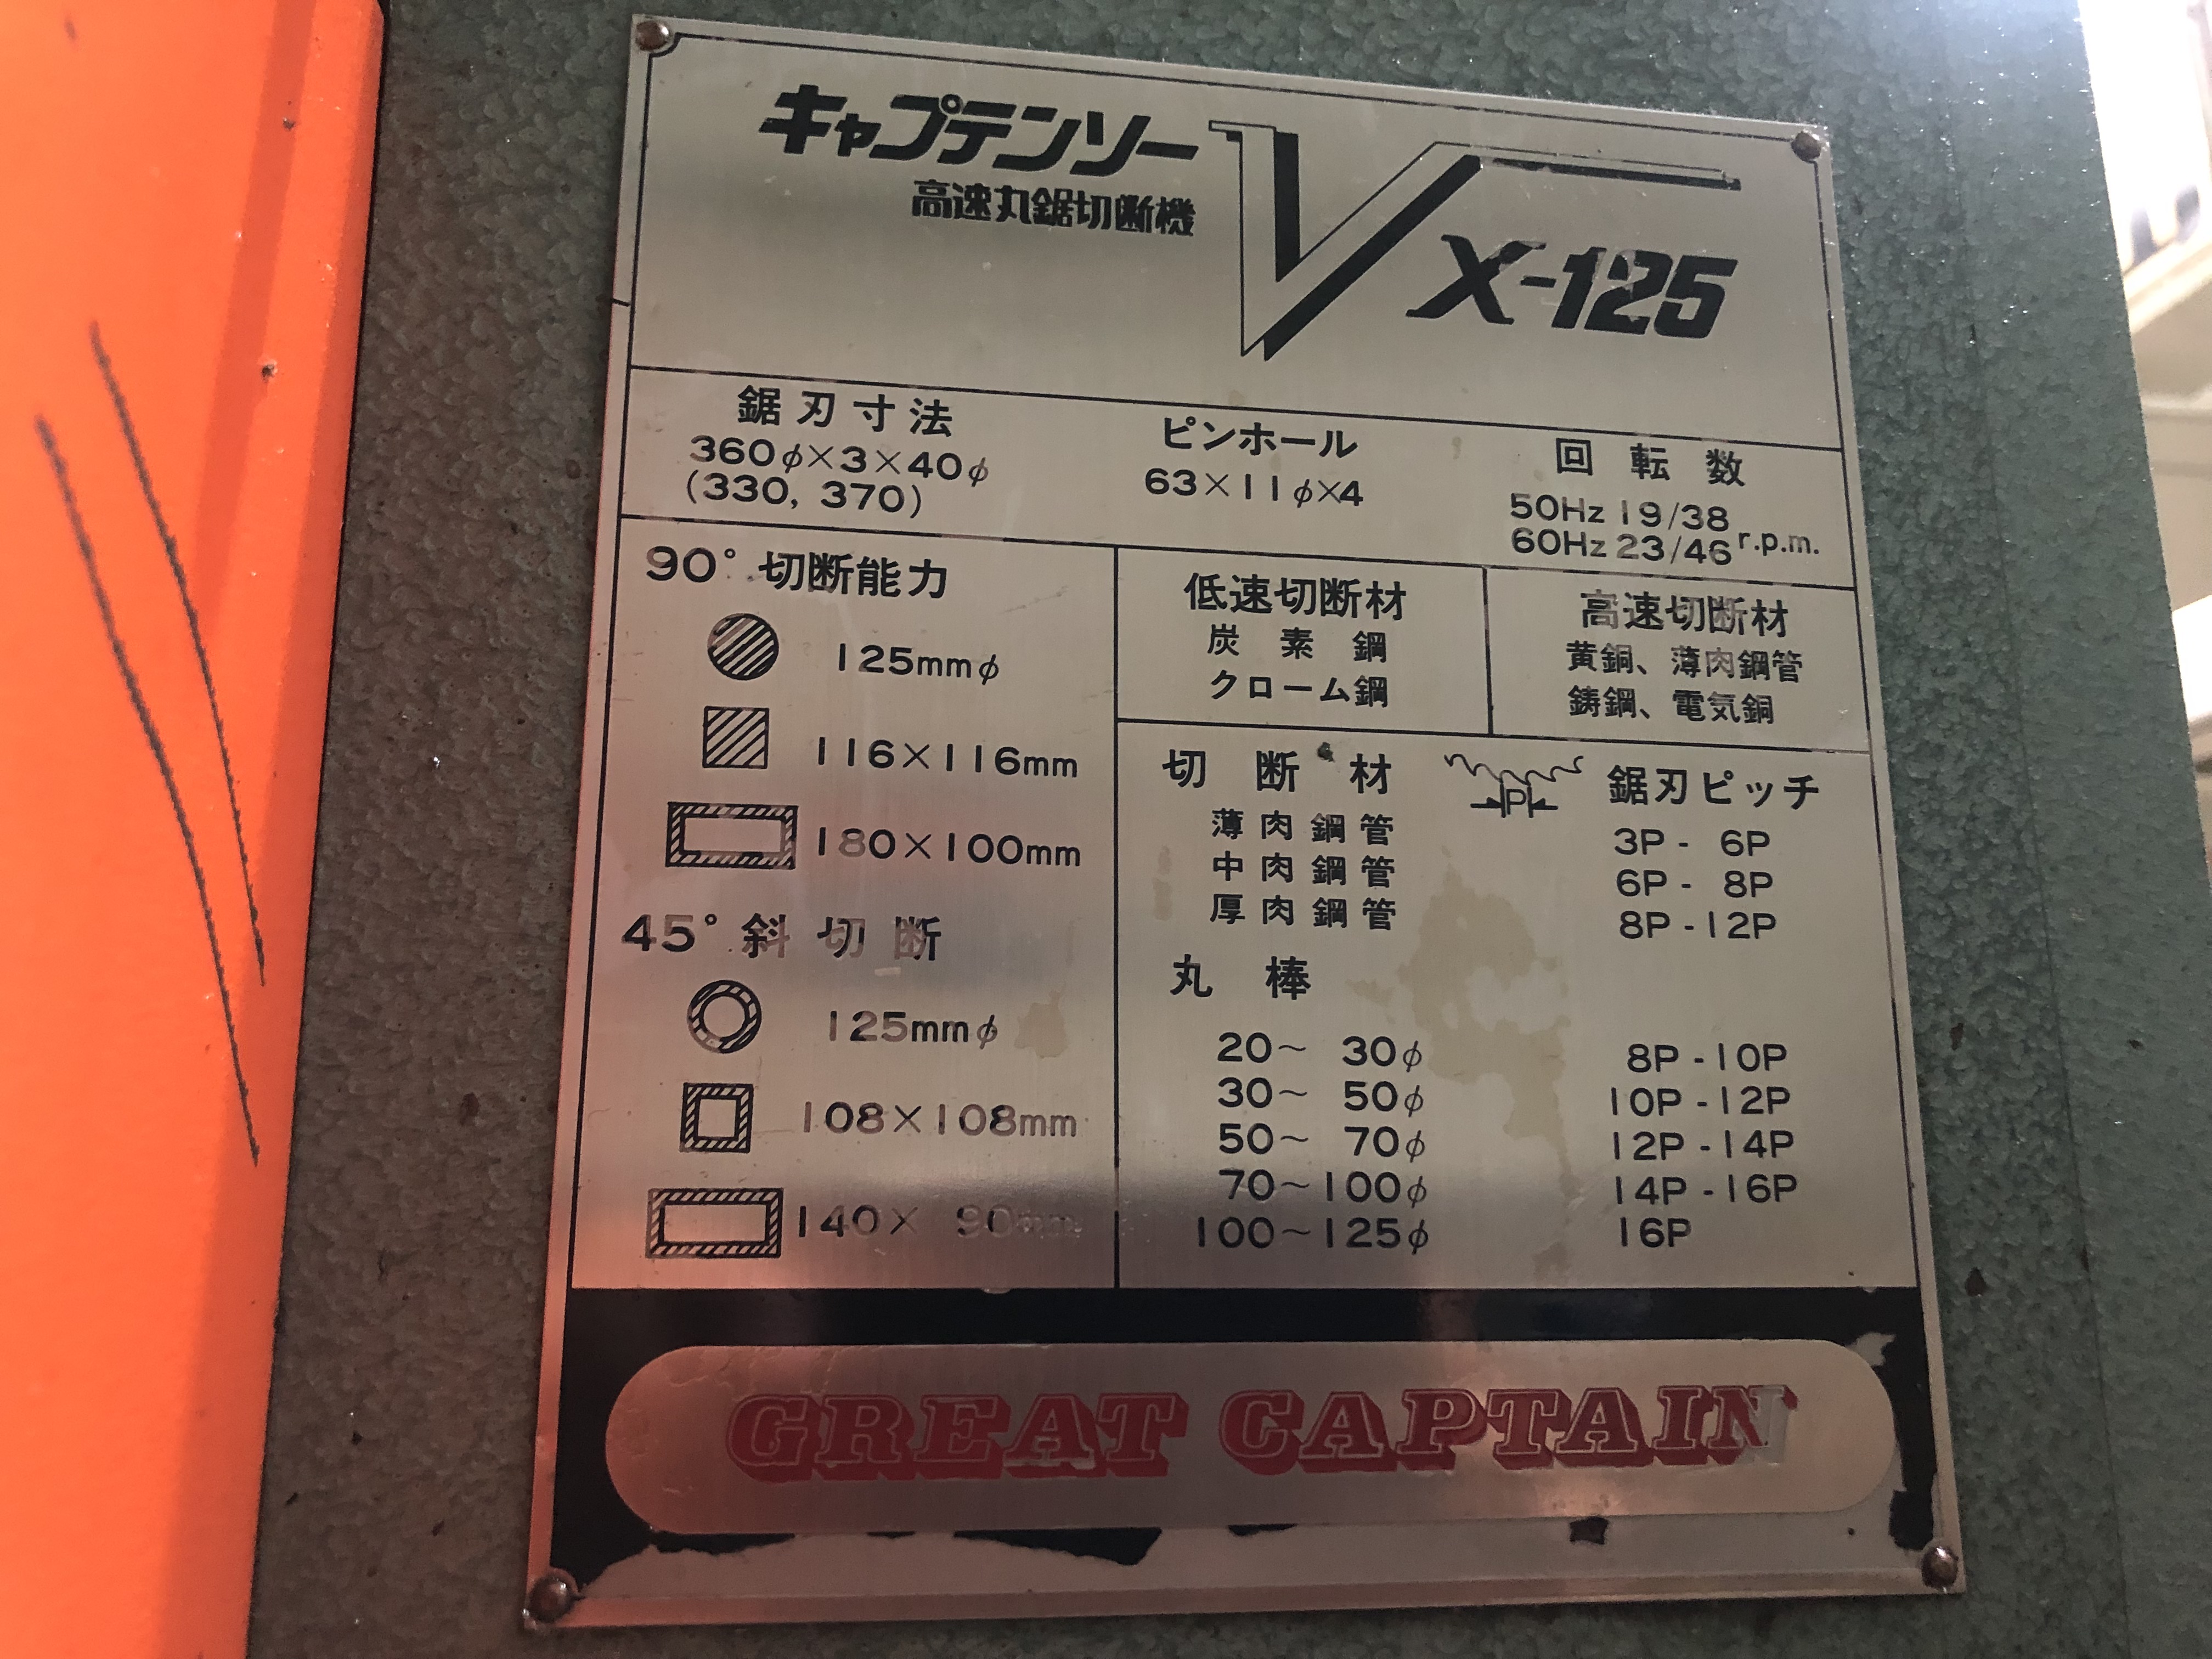 キャプテンソー
高速丸鋸切断機
VX-125
鋸刃寸法
360φ×3×40φ
(330, 370)
ピンホール
63×11φ×4
回転数
50Hz 19/38
60Hz 23/46 r.p.m.
90°切断能力
125mmφ
116×116mm
180×100mm
45°斜切断
125mmφ
108×108mm
140× 90mm
低速切断材
炭素鋼
クローム鋼
高速切断材
黄銅、薄肉鋼管
鋳鋼、電気銅
切断材 P 鋸刃ピッチ
薄肉鋼管 3P - 6P
中肉鋼管 6P - 8P
厚肉鋼管 8P -12P
丸棒
20～ 30φ 8P -10P
30～ 50φ 10P -12P
50～ 70φ 12P -14P
70～100φ 14P -16P
100～125φ 16P
GREAT CAPTAIN